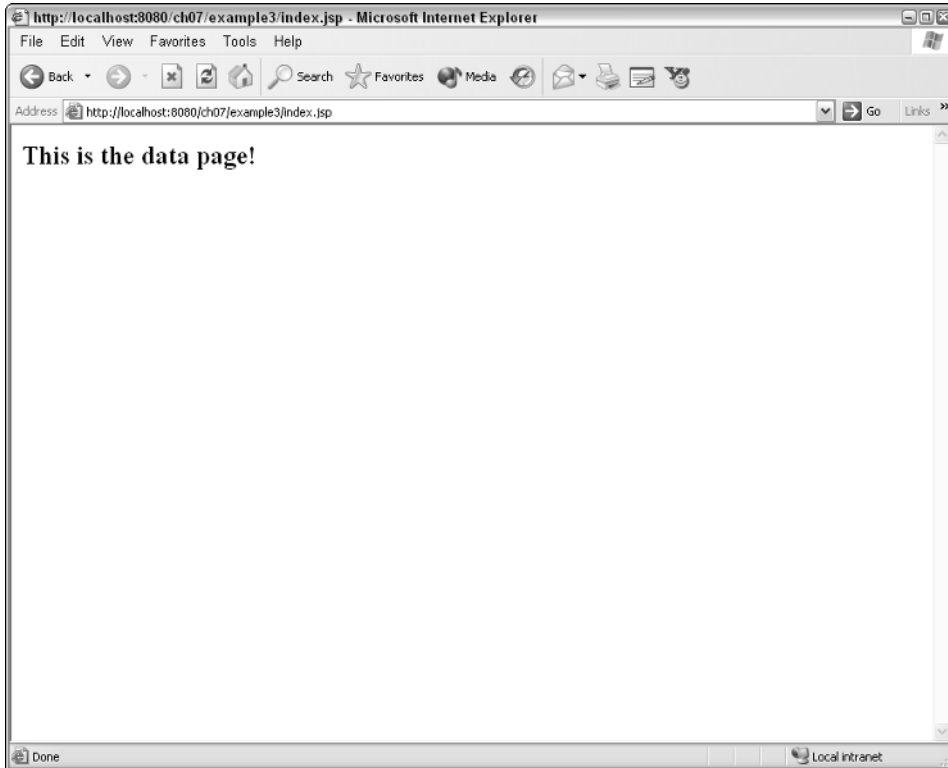 http://localhost:8080/ch07/example3/index.jsp - Microsoft Internet Explorer
File Edit View Favorites Tools Help
Back Search Favorites Media
Address http://localhost:8080/ch07/example3/index.jsp Go Links »
This is the data page!
Done Local intranet